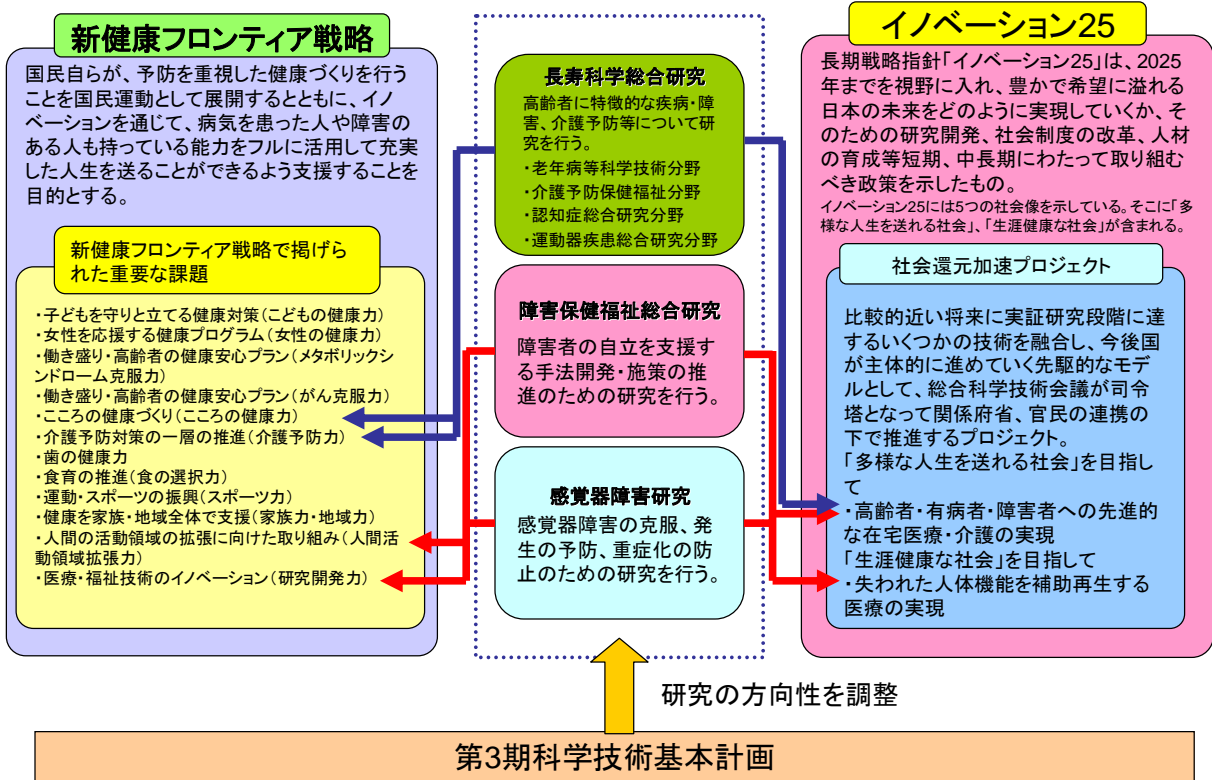 新健康フロンティア戦略
国民自らが、予防を重視した健康づくりを行う
ことを国民運動として展開するとともに、イノ
ベーションを通じて、病気を患った人や障害の
ある人も持っている能力をフルに活用して充実
した人生を送ることができるよう支援することを
目的とする。
新健康フロンティア戦略で掲げら
れた重要な課題
・子どもを守りと立てる健康対策(こどもの健康力)
・女性を応援する健康プログラム(女性の健康力)
・働き盛り・高齢者の健康安心プラン(メタボリックシ
ンドローム克服力)
・働き盛り・高齢者の健康安心プラン(がん克服力)
・こころの健康づくり(こころの健康力)
・介護予防対策の一層の推進(介護予防力)
・歯の健康力
・食育の推進(食の選択力)
・運動・スポーツの振興(スポーツ力)
・健康を家族・地域全体で支援(家族力・地域力)
・人間の活動領域の拡張に向けた取り組み(人間活
動領域拡張力)
・医療・福祉技術のイノベーション(研究開発力)
長寿科学総合研究
高齢者に特徴的な疾病・障
害、介護予防等について研
究を行う。
・老年病等科学技術分野
・介護予防保健福祉分野
・認知症総合研究分野
・運動器疾患総合研究分野
障害保健福祉総合研究
障害者の自立を支援す
る手法開発・施策の推
進のための研究を行う。
感覚器障害研究
感覚器障害の克服、発
生の予防、重症化の防
止のための研究を行う。
イノベーション25
長期戦略指針「イノベーション25」は、2025
年までを視野に入れ、豊かで希望に溢れる
日本の未来をどのように実現していくか、そ
のための研究開発、社会制度の改革、人材
の育成等短期、中長期にわたって取り組む
べき政策を示したもの。
イノベーション25には5つの社会像を示している。そこに「多
様な人生を送れる社会」、「生涯健康な社会」が含まれる。
社会還元加速プロジェクト
比較的近い将来に実証研究段階に達
するいくつかの技術を融合し、今後国
が主体的に進めていく先駆的なモデ
ルとして、総合科学技術会議が司令
塔となって関係府省、官民の連携の
下で推進するプロジェクト。
「多様な人生を送れる社会」を目指し
て
・高齢者・有病者・障害者への先進的
な在宅医療・介護の実現
「生涯健康な社会」を目指して
・失われた人体機能を補助再生する
医療の実現
研究の方向性を調整
第3期科学技術基本計画